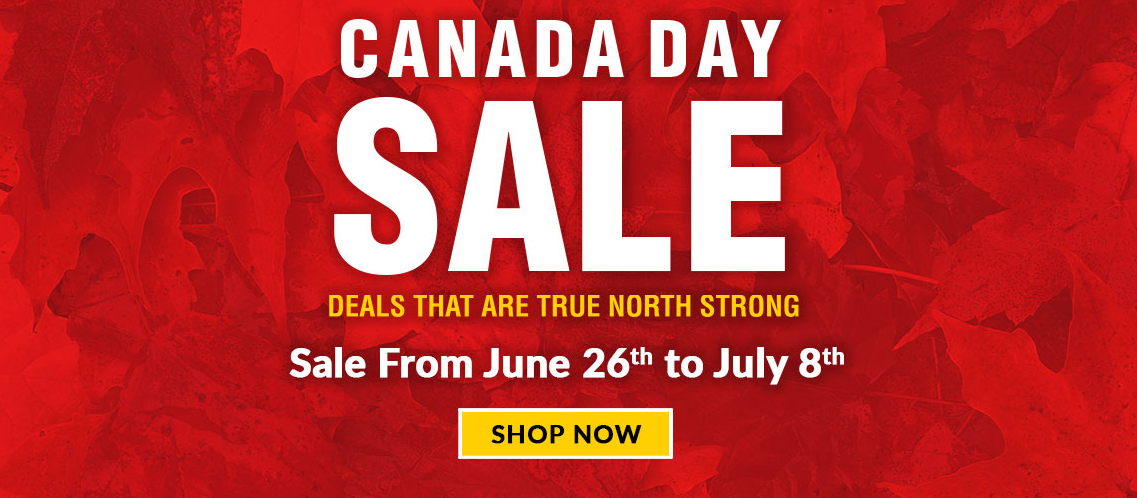 CANADA DAY
SALE
DEALS THAT ARE TRUE NORTH STRONG
Sale From June 26th to July 8th
SHOP NOW